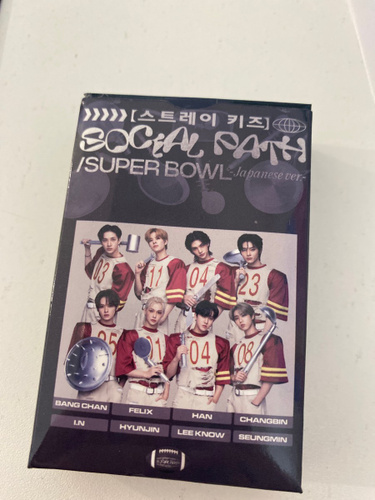 [스트레이 키즈]
SOCIAL PATH
/SUPER BOWL -Japanese ver.-
03 11 04 23
05 01 04 08
BANG CHAN FELIX HAN CHANGBIN
I.N HYUNJIN LEE KNOW SEUNGMIN